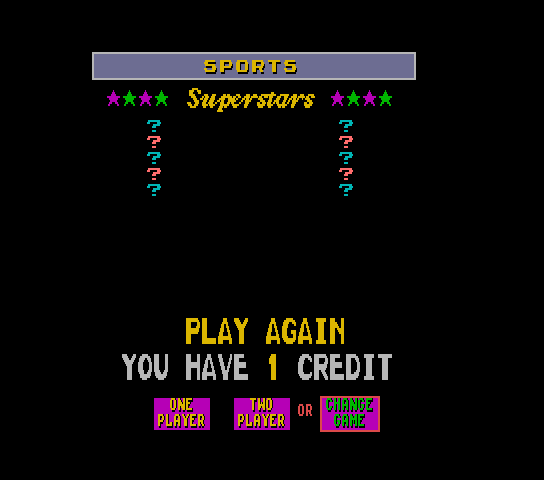 SPORTS
Superstars
? ?
? ?
? ?
? ?
? ?
PLAY AGAIN
YOU HAVE 1 CREDIT
ONE PLAYER TWO PLAYER OR CHANGE GAME